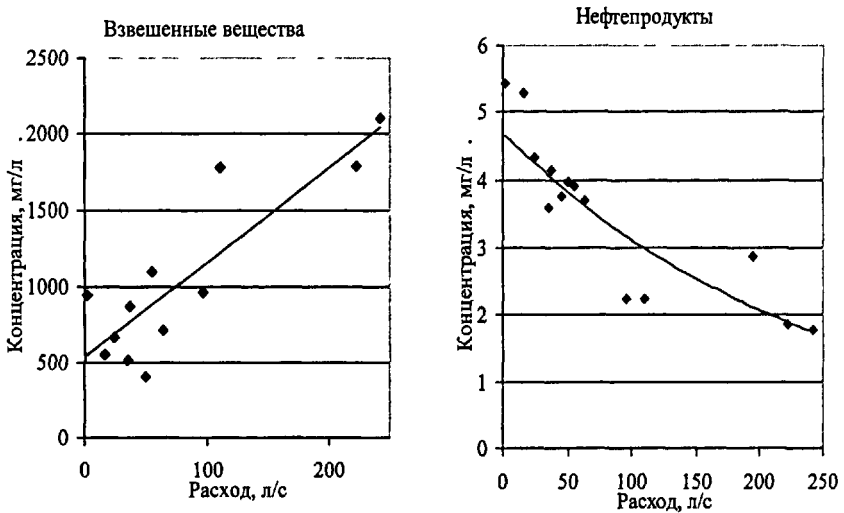 Взвешенные вещества
2500
2000
1500
1000
500
0
0 100 200
Концентрация, мг/л
Расход, л/с
Нефтепродукты
6
5
4
3
2
1
0
0 50 100 150 200 250
Концентрация, мг/л
Расход, л/с